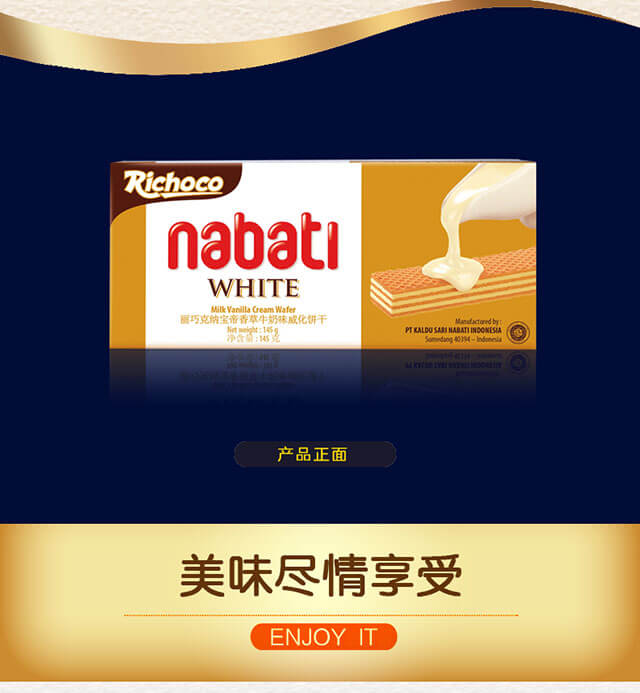 Richoco
nabati
WHITE
Milk Vanilla Cream Wafer
丽巧克纳宝帝香草牛奶味威化饼干
Net weight : 145 g
净含量 : 145 克
Manufactured by :
PT KALDU SARI NABATI INDONESIA
Sumedang 40394 – Indonesia
产品正面
美味尽情享受
ENJOY IT